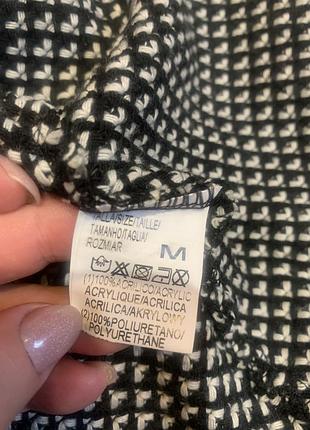 TALLA/SIZE/TAILLE/
TAMANHO/TAGLIA/
ROZMIAR
M
(1)100%ACRILICO/ACRYLIC
ACRYLIQUE/ACRILICA
ACRILICA/AKRYLOWY/
(2)100%POLIURETANO/
POLYURETHANE